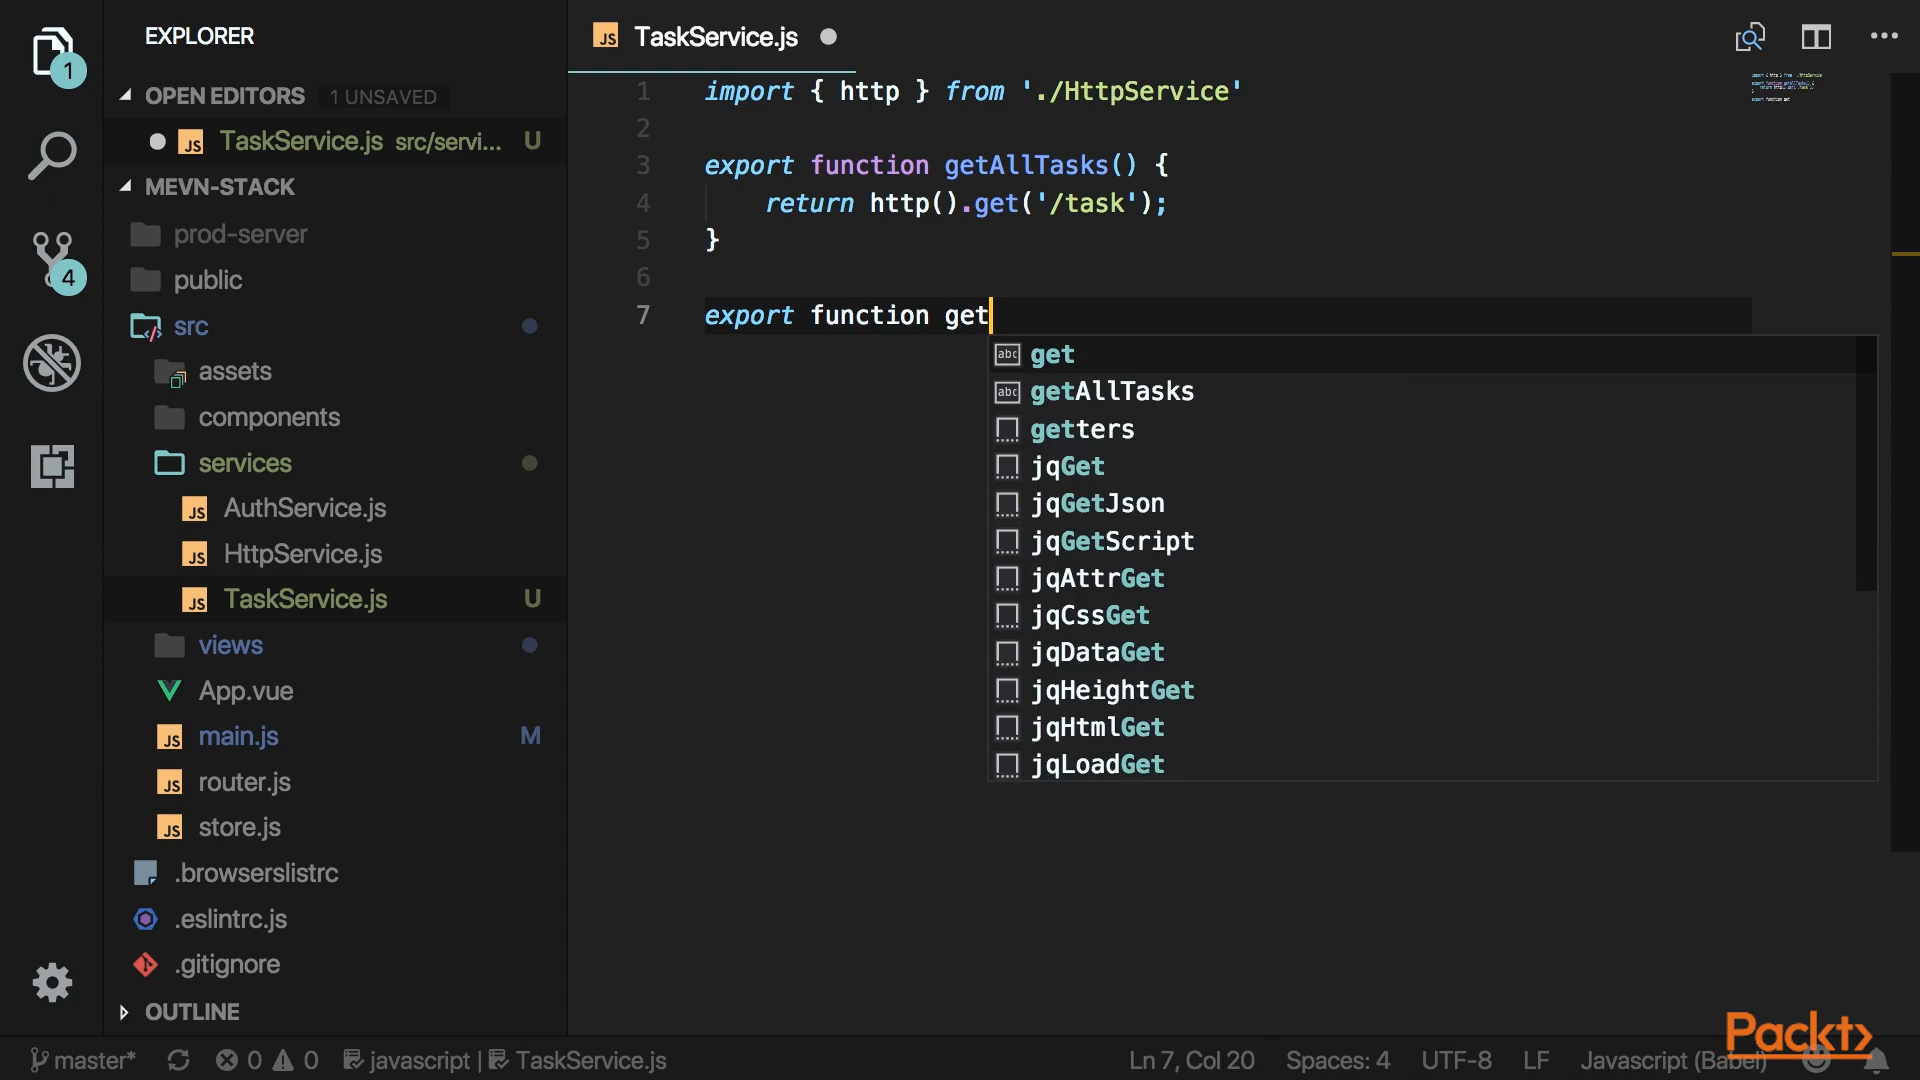 EXPLORER
OPEN EDITORS 1 UNSAVED
TaskService.js src/servi... U
MEVN-STACK
prod-server
public
src
assets
components
services
AuthService.js
HttpService.js
TaskService.js U
views
App.vue
main.js M
router.js
store.js
.browserslistrc
.eslintrc.js
.gitignore
OUTLINE
1
4
TaskService.js
1 import { http } from './HttpService'
2
3 export function getAllTasks() {
4 return http().get('/task');
5 }
6
7 export function get
abc get
abc getAllTasks
getters
jqGet
jqGetJson
jqGetScript
jqAttrGet
jqCssGet
jqDataGet
jqHeightGet
jqHtmlGet
jqLoadGet
Packt>
master* 0 0 javascript | TaskService.js Ln 7, Col 20 Spaces: 4 UTF-8 LF Javascript (Babel)